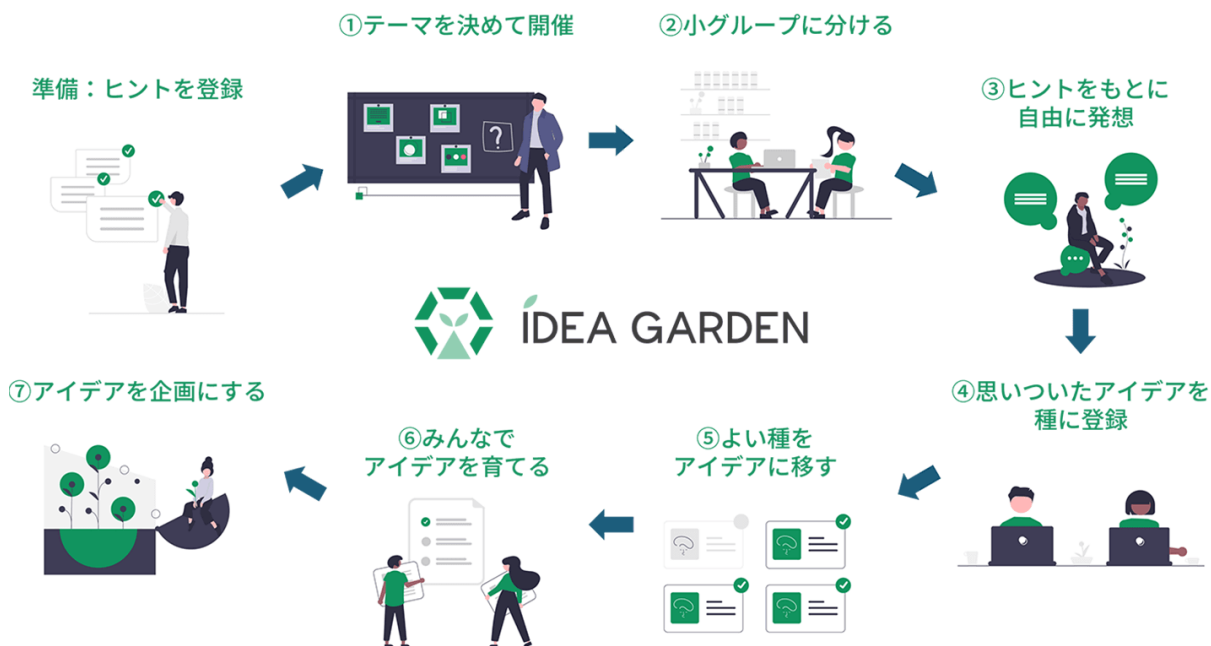 準備：ヒントを登録
①テーマを決めて開催
②小グループに分ける
③ヒントをもとに
自由に発想
?
IDEA GARDEN
④思いついたアイデアを
種に登録
⑤よい種を
アイデアに移す
⑥みんなで
アイデアを育てる
⑦アイデアを企画にする